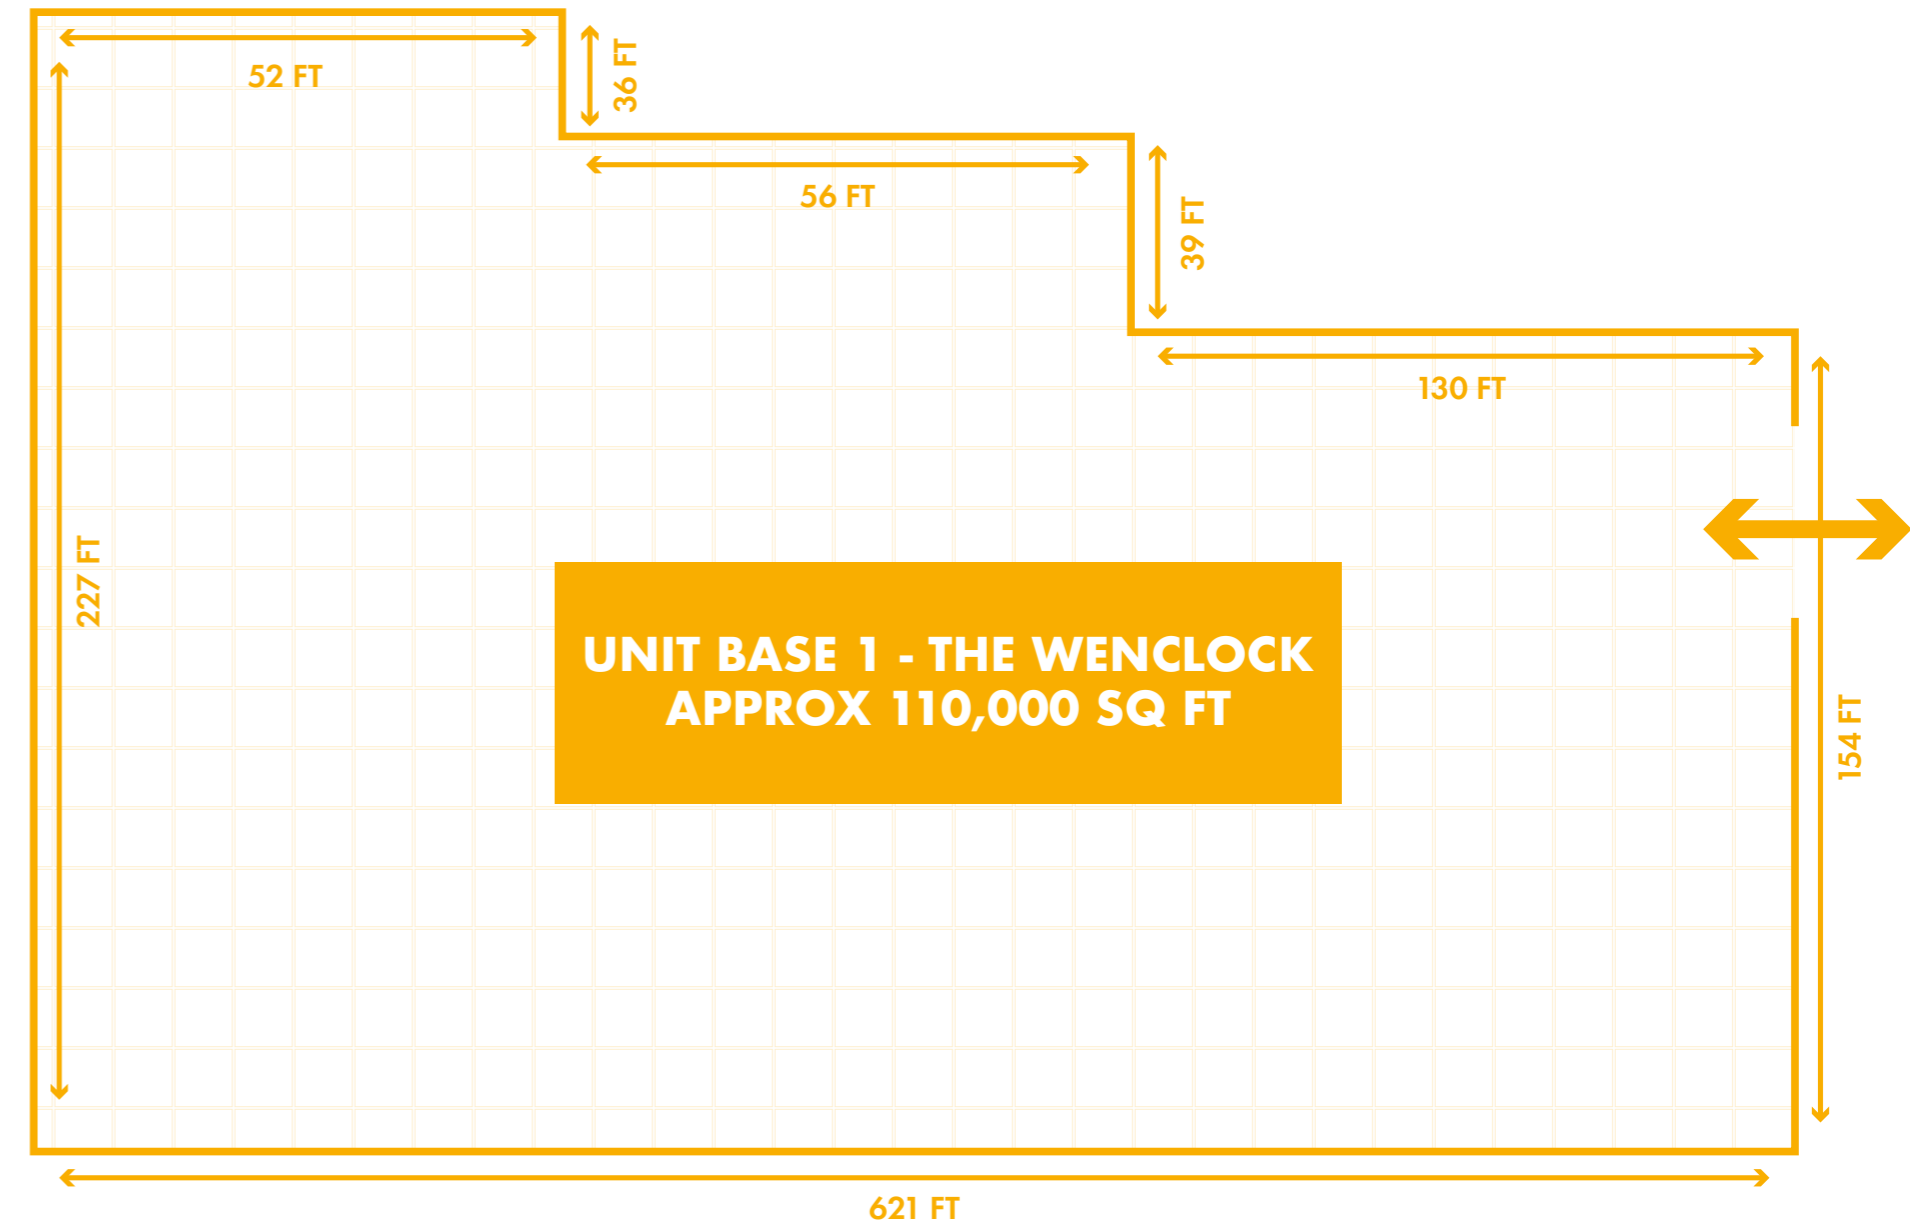 52 FT
36 FT
56 FT
39 FT
130 FT
227 FT
UNIT BASE 1 - THE WENCLOCK
APPROX 110,000 SQ FT
154 FT
621 FT